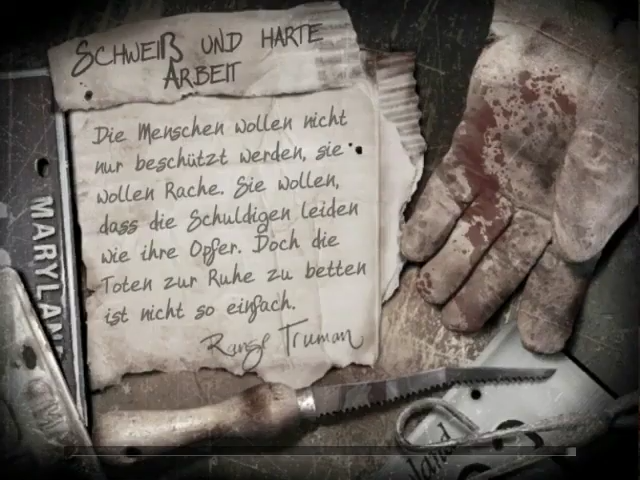 Schweiß und harte
Arbeit
Die Menschen wollen nicht
nur beschützt werden, sie
wollen Rache. Sie wollen,
dass die Schuldigen leiden
wie ihre Opfer. Doch die
Toten zur Ruhe zu betten
ist nicht so einfach.
Truman
MARYLAN